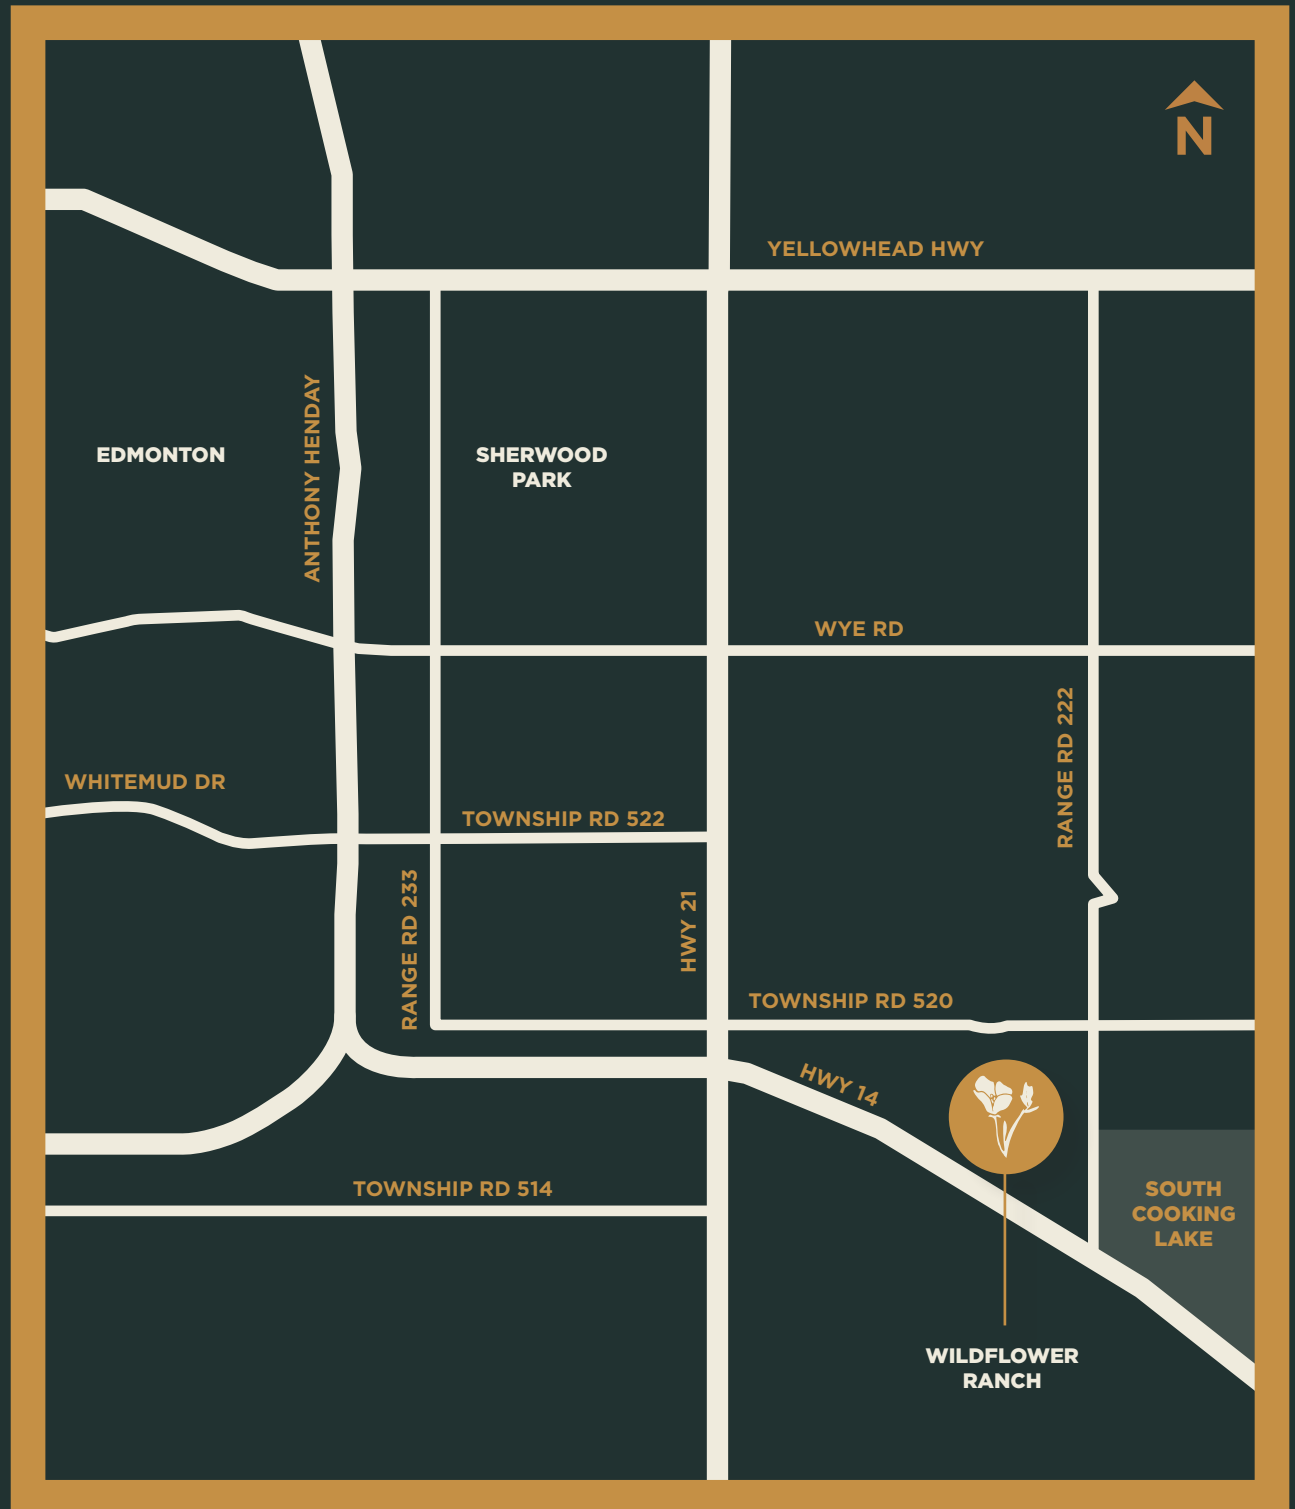 N
YELLOWHEAD HWY
ANTHONY HENDAY
EDMONTON
SHERWOOD
PARK
WYE RD
RANGE RD 222
WHITEMUD DR
TOWNSHIP RD 522
RANGE RD 233
HWY 21
TOWNSHIP RD 520
HWY 14
TOWNSHIP RD 514
SOUTH
COOKING
LAKE
WILDFLOWER
RANCH